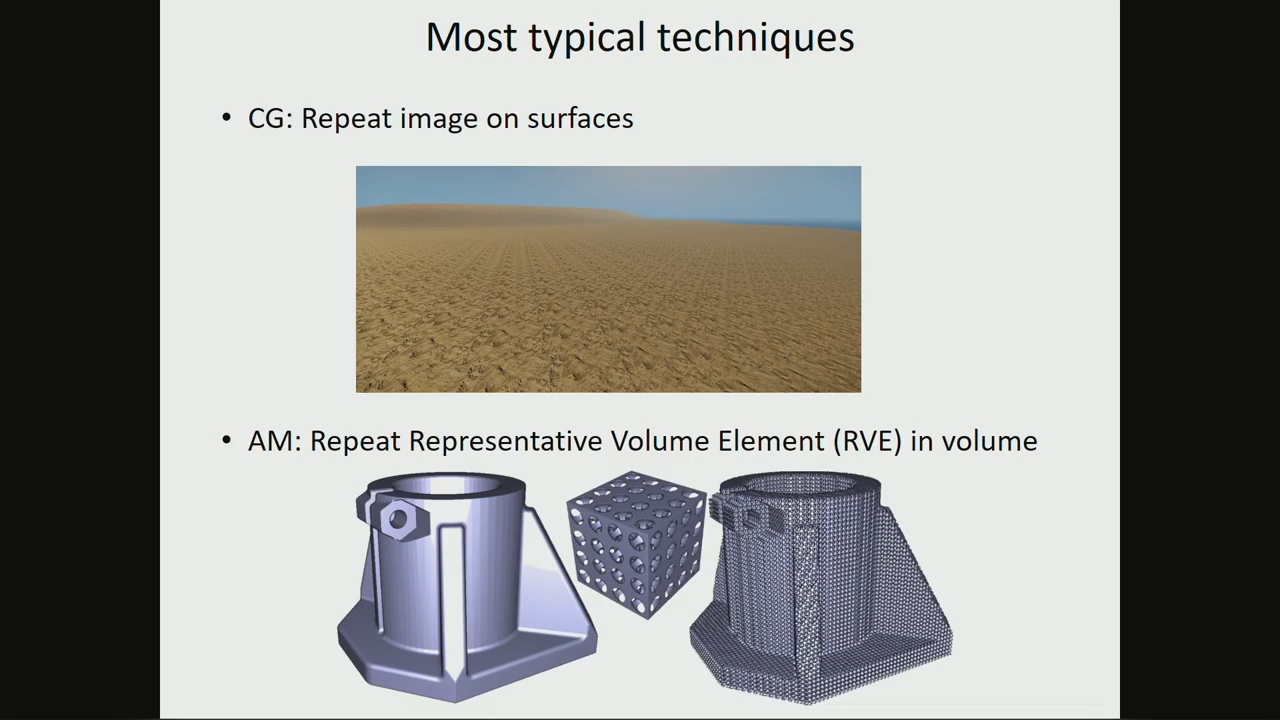 Most typical techniques
• CG: Repeat image on surfaces
• AM: Repeat Representative Volume Element (RVE) in volume